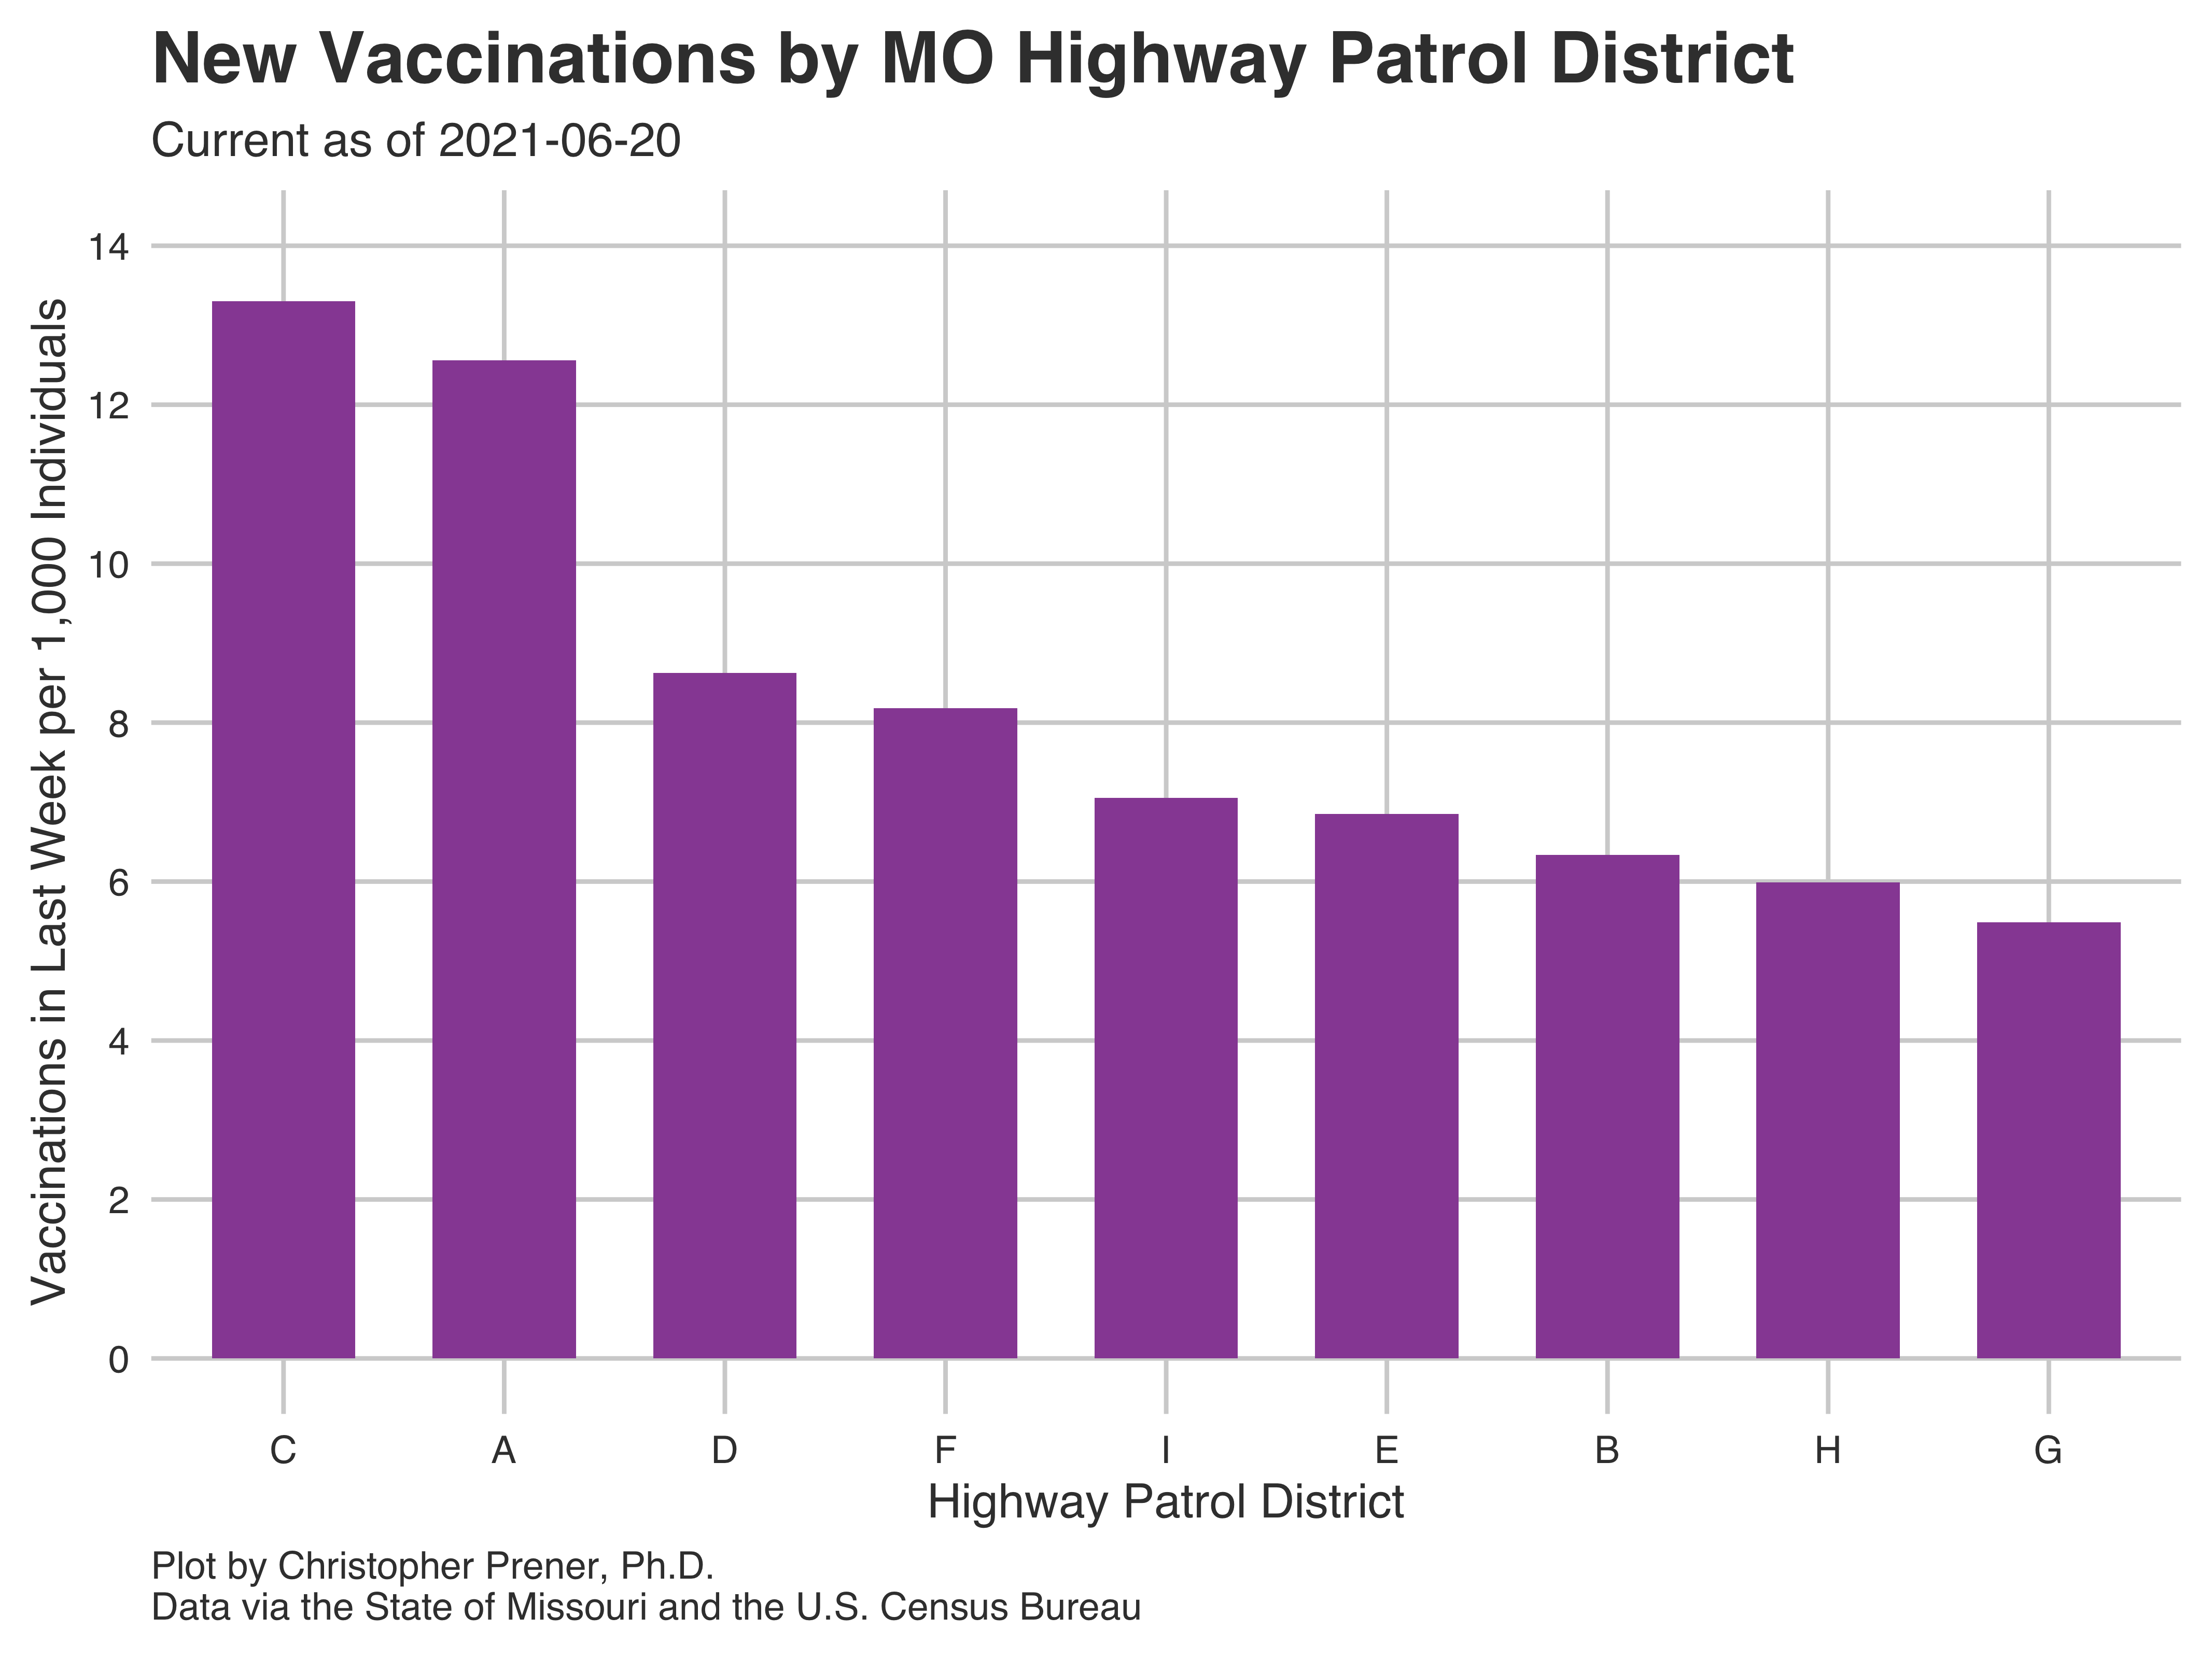 New Vaccinations by MO Highway Patrol District
Current as of 2021-06-20
Vaccinations in Last Week per 1,000 Individuals
14
12
10
8
6
4
2
0
C A D F I E B H G
Highway Patrol District
Plot by Christopher Prener, Ph.D.
Data via the State of Missouri and the U.S. Census Bureau